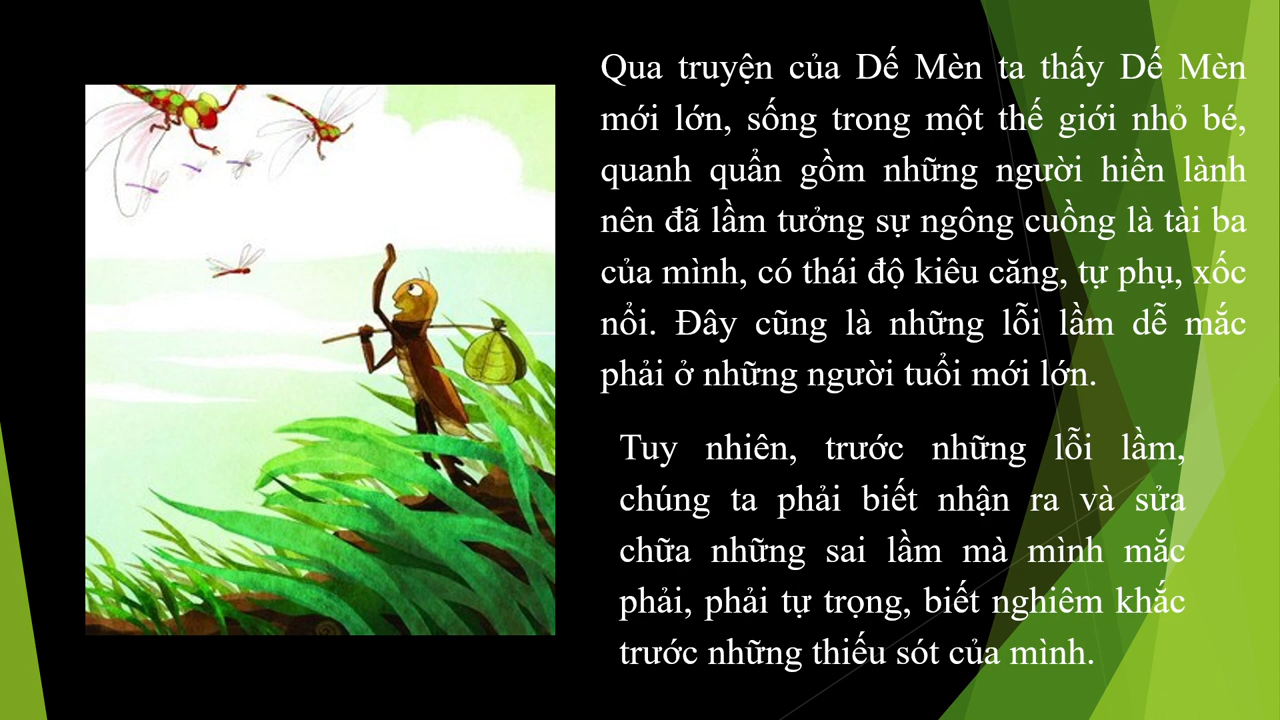 Qua truyện của Dế Mèn ta thấy Dế Mèn
mới lớn, sống trong một thế giới nhỏ bé,
quanh quẩn gồm những người hiền lành
nên đã lầm tưởng sự ngông cuồng là tài ba
của mình, có thái độ kiêu căng, tự phụ, xốc
nổi. Đây cũng là những lỗi lầm dễ mắc
phải ở những người tuổi mới lớn.
Tuy nhiên, trước những lỗi lầm,
chúng ta phải biết nhận ra và sửa
chữa những sai lầm mà mình mắc
phải, phải tự trọng, biết nghiêm khắc
trước những thiếu sót của mình.